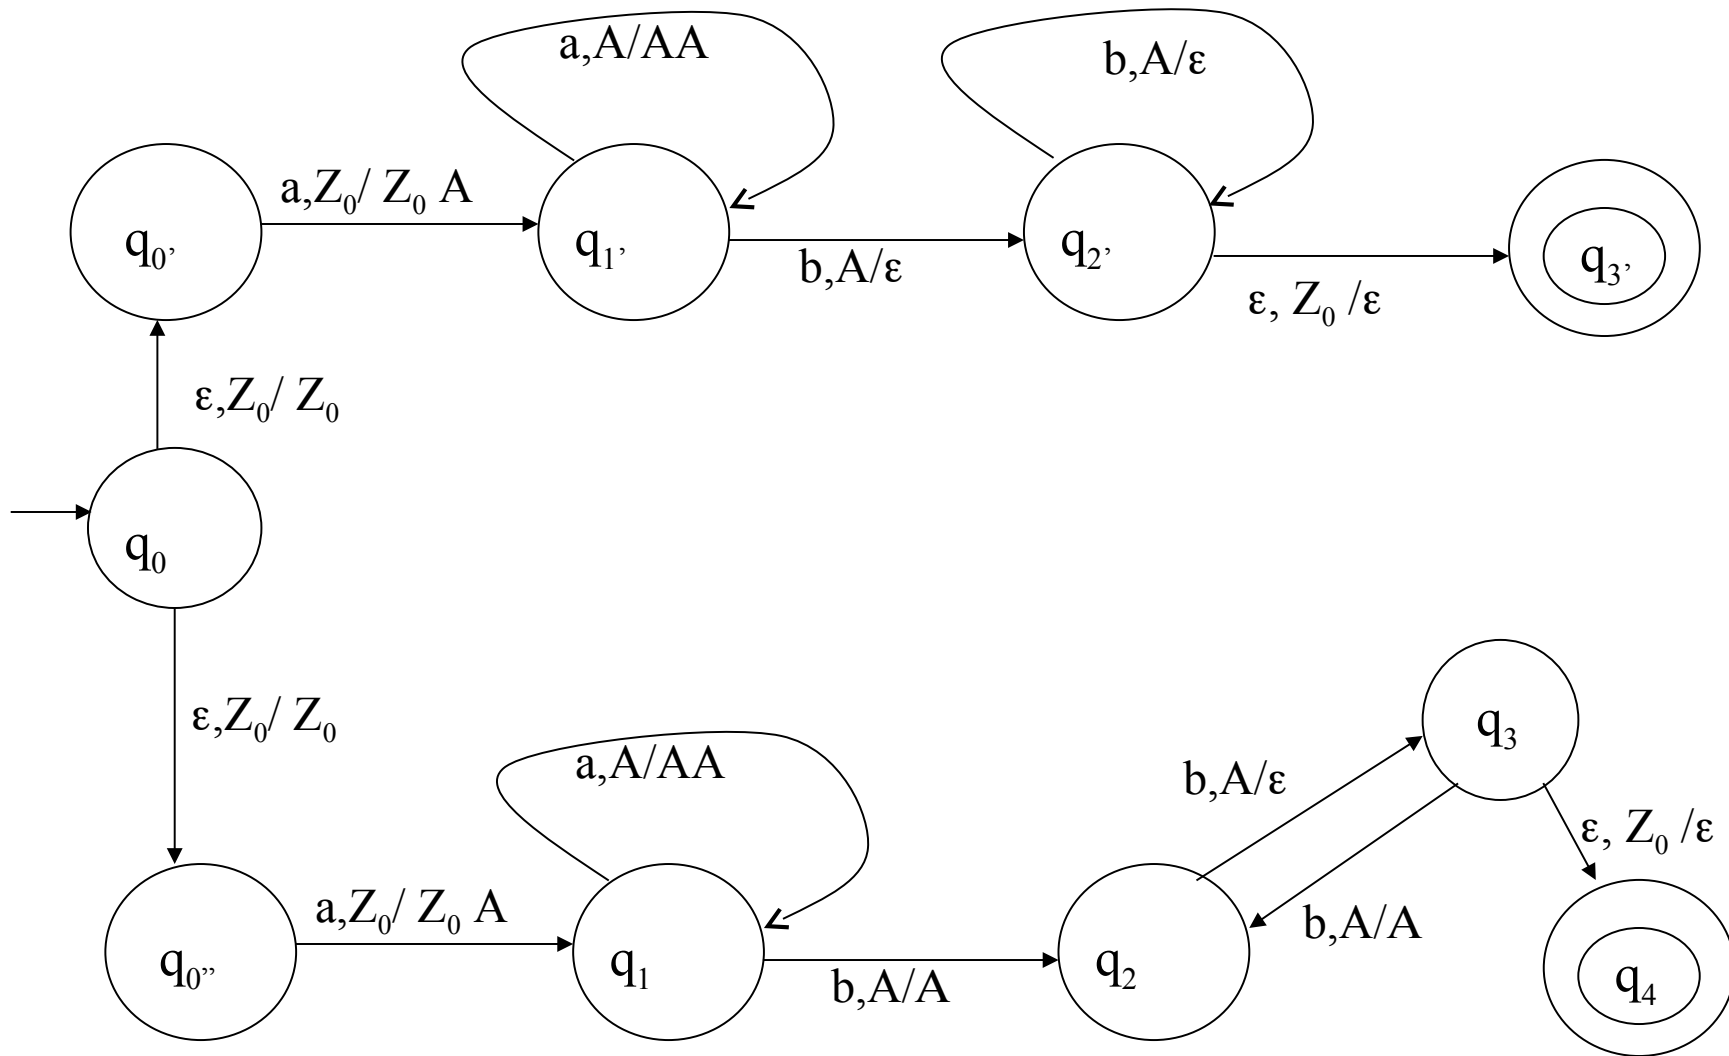 a,A/AA
b,A/ε
q₀’
a,Z₀/ Z₀ A
q₁’
b,A/ε
q₂’
ε, Z₀ /ε
q₃’
ε,Z₀/ Z₀
q₀
ε,Z₀/ Z₀
q₃
a,A/AA
b,A/ε
ε, Z₀ /ε
q₀”
a,Z₀/ Z₀ A
q₁
b,A/A
q₂
b,A/A
q₄